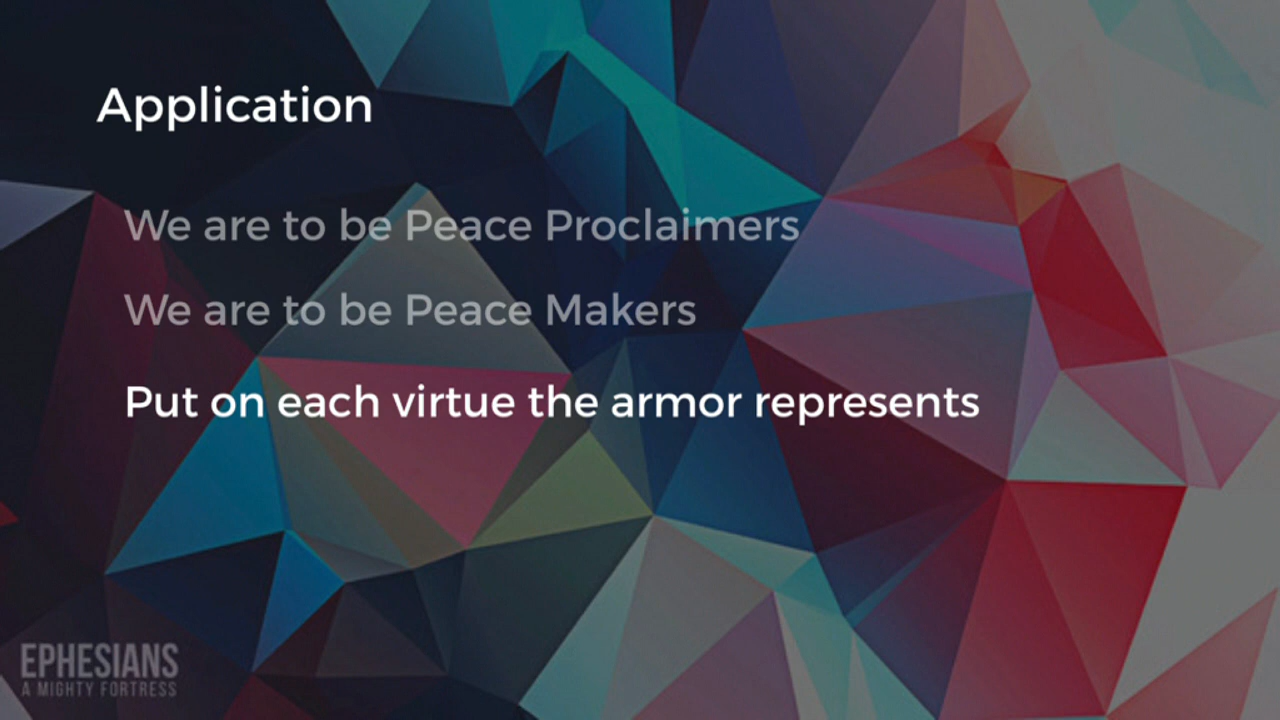 Application
We are to be Peace Proclaimers
We are to be Peace Makers
Put on each virtue the armor represents
EPHESIANS
A MIGHTY FORTRESS